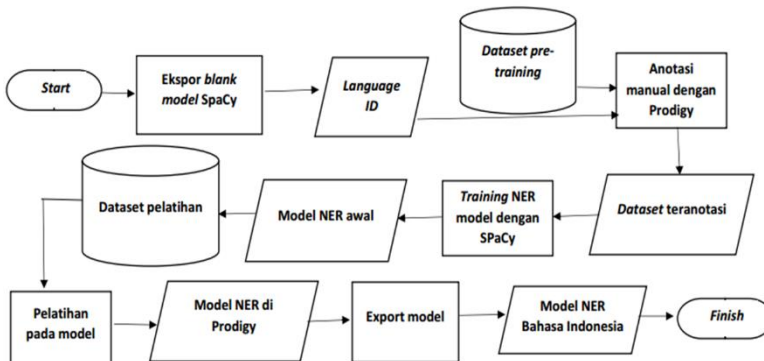 Start
Ekspor blank
model SpaCy
Language
ID
Dataset pre-
training
Anotasi
manual dengan
Prodigy
Dataset teranotasi
Training NER
model dengan
SPaCy
Model NER awal
Dataset pelatihan
Pelatihan
pada model
Model NER di
Prodigy
Export model
Model NER
Bahasa Indonesia
Finish